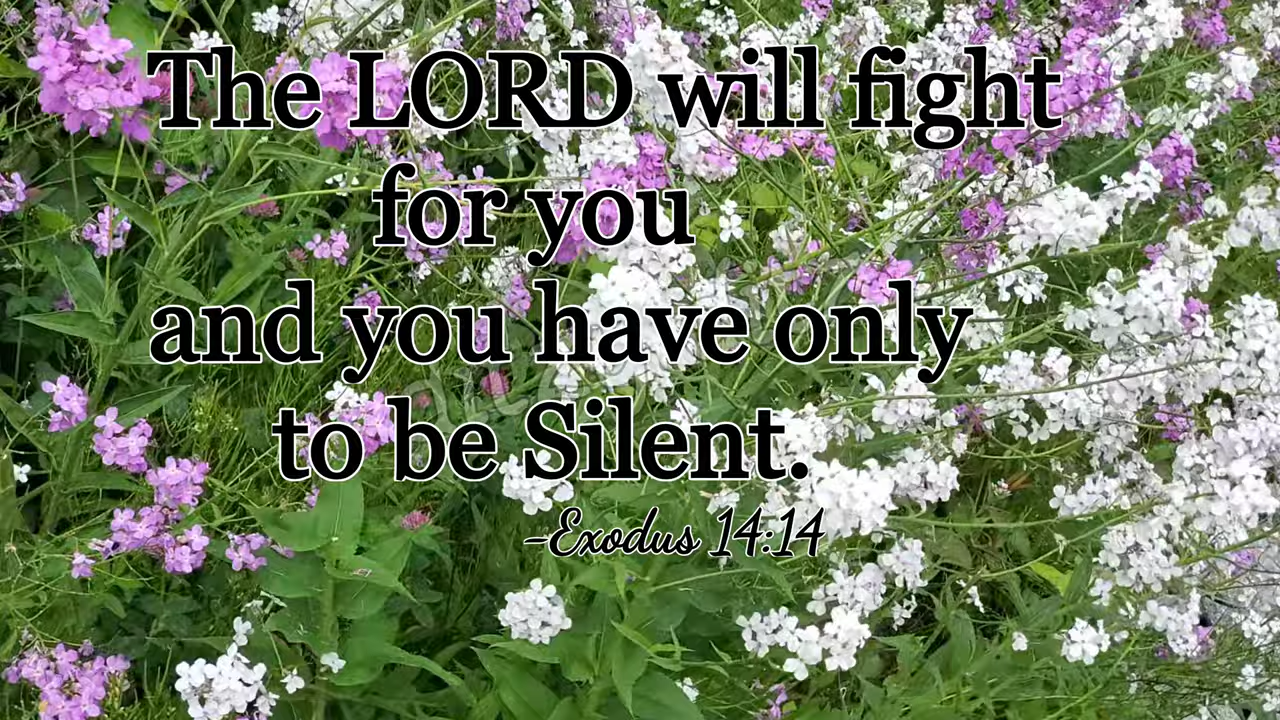 The LORD will fight
for you
and you have only
to be Silent.
-Exodus 14:14